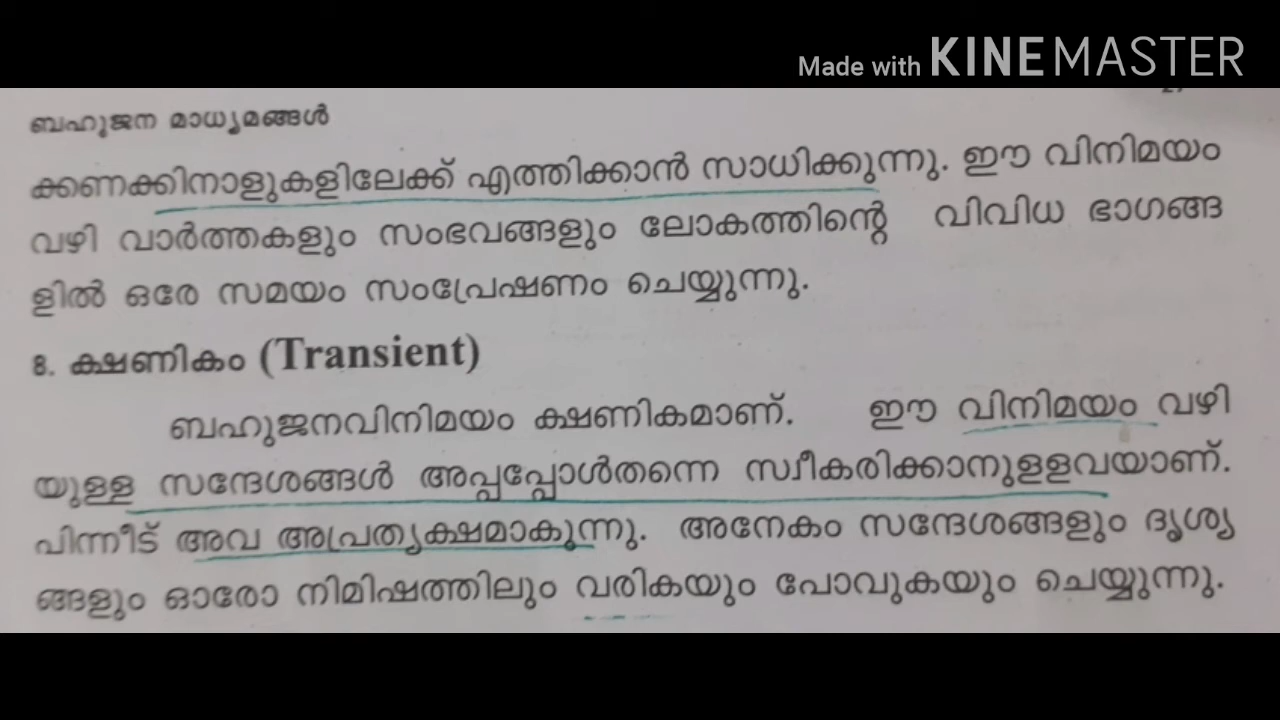 Made with KINEMASTER
ബഹുജന മാധ്യമങ്ങൾ
ക്കണക്കിനാളുകളിലേക്ക് എത്തിക്കാൻ സാധിക്കുന്നു. ഈ വിനിമയം
വഴി വാർത്തകളും സംഭവങ്ങളും ലോകത്തിന്റെ വിവിധ ഭാഗങ്ങ
ളിൽ ഒരേ സമയം സംപ്രേഷണം ചെയ്യുന്നു.
8. ക്ഷണികം (Transient)
ബഹുജനവിനിമയം ക്ഷണികമാണ്. ഈ വിനിമയം വഴി
യുള്ള സന്ദേശങ്ങൾ അപ്പപ്പോൾതന്നെ സ്വീകരിക്കാനുളളവയാണ്.
പിന്നീട് അവ അപ്രത്യക്ഷമാകുന്നു. അനേകം സന്ദേശങ്ങളും ദൃശ്യ
ങ്ങളും ഓരോ നിമിഷത്തിലും വരികയും പോവുകയും ചെയ്യുന്നു.